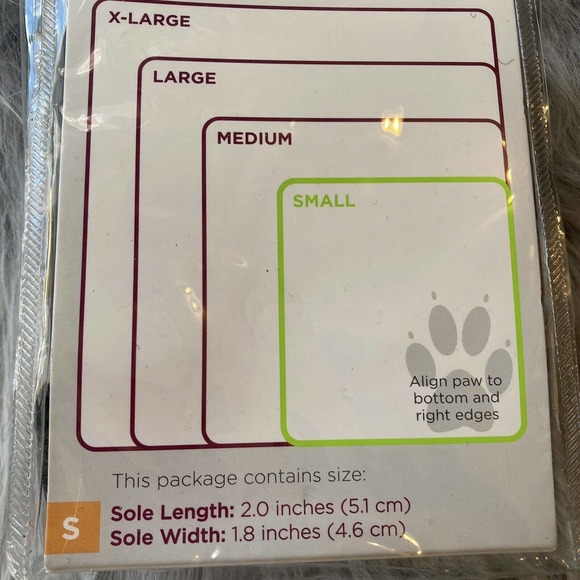 X-LARGE
LARGE
MEDIUM
SMALL
Align paw to
bottom and
right edges
This package contains size:
S
Sole Length: 2.0 inches (5.1 cm)
Sole Width: 1.8 inches (4.6 cm)